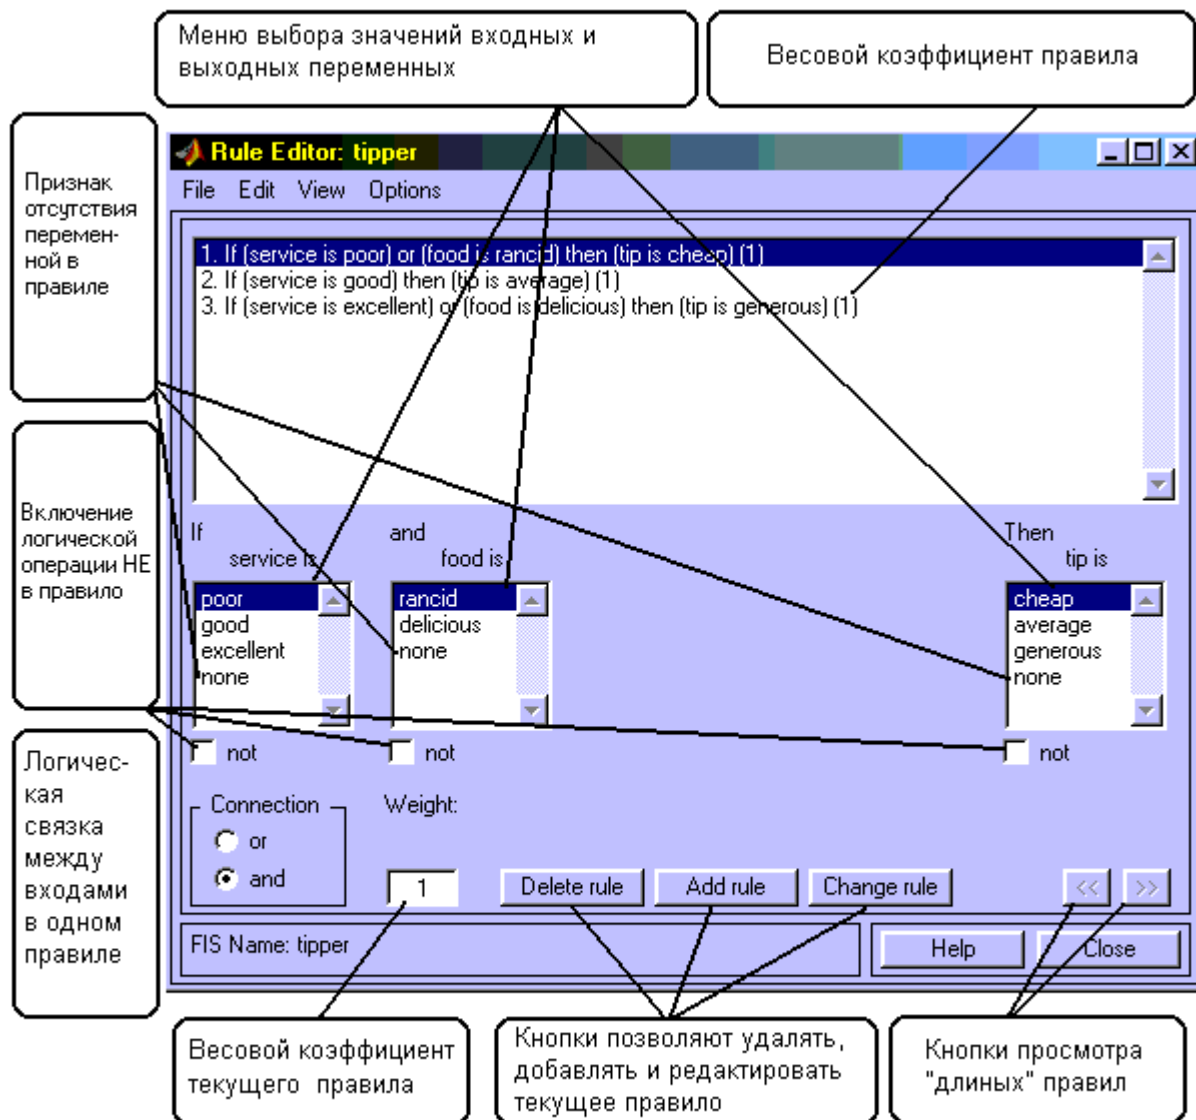 Меню выбора значений входных и
выходных переменных
Весовой коэффициент правила
Признак
отсутствия
перемен-
ной в
правиле
Rule Editor: tipper
File Edit View Options
1. If (service is poor) or (food is rancid) then (tip is cheap) (1)
2. If (service is good) then (tip is average) (1)
3. If (service is excellent) or (food is delicious) then (tip is generous) (1)
Включение
логической
операции НЕ
в правило
If and Then
service is food is tip is
poor
good
excellent
none
rancid
delicious
none
cheap
average
generous
none
not not not
Логичес-
кая
связка
между
входами
в одном
правиле
Connection
or
and
Weight:
1
Delete rule Add rule Change rule << >>
FIS Name: tipper
Help Close
Весовой коэффициент
текущего правила
Кнопки позволяют удалять,
добавлять и редактировать
текущее правило
Кнопки просмотра
"длиных" правил